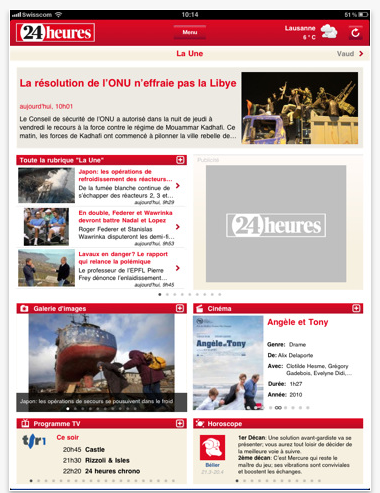 Swisscom 10:14 51 %
24heures Menu Lausanne
6° C
La Une Vaud
La résolution de l'ONU n'effraie pas la Libye
aujourd'hui, 10h01
Le Conseil de sécurité de l'ONU a autorisé dans la nuit de jeudi à
vendredi le recours à la force contre le régime de Mouammar Kadhafi. Ce
matin, les forces de Kadhafi ont commencé à pilonner la ville rebelle de...
Toute la rubrique "La Une"
Publicité
Japon: les opérations de
refroidissement des réacteurs...
De la fumée blanche continue de
s'échapper des réacteurs 2, 3 et...
aujourd'hui, 9h29
En double, Federer et Wawrinka
devront battre Nadal et Lopez
Roger Federer et Stanislas
Wawrinka disputeront les demi-fi...
aujourd'hui, 9h53
Lavaux en danger? Le rapport
qui relance la polémique
Le professeur de l'EPFL Pierre
Frey dénonce l'enlaidissement...
aujourd'hui, 9h45
24heures
Galerie d'images
Japon: les opérations de secours se poursuivent dans le froid
Cinéma
Angèle et Tony
Angèle et Tony
Genre: Drame
De: Alix Delaporte
Avec: Clotilde Hesme, Grégory
Gadebois, Evelyne Didi,...
Durée: 1h27
Année: 2010
Programme TV
tsr1
Ce soir
20h45 Castle
21h30 Rizzoli & Isles
22h20 24 heures chrono
Horoscope
Bélier
21.3-20.4
1er Décan: Une solution avant-gardiste va se
présenter; vous aurez tout loisir de décider de
la meilleure voie à suivre.
2ème décan: C'est Mercure qui reste le
maître du jeu; ses vibrations sont conviviales
et boostent les échanges.